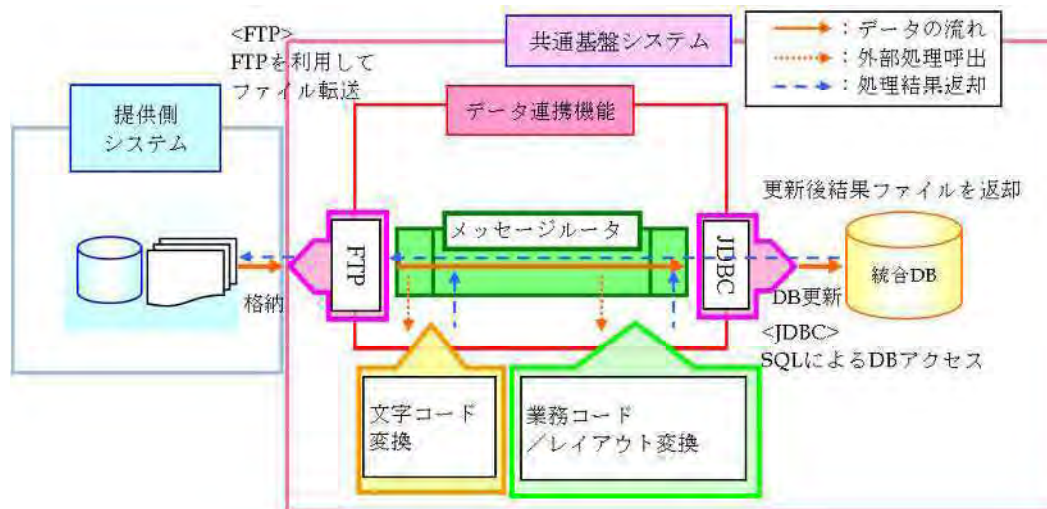 <FTP>
FTPを利用して
ファイル転送
共通基盤システム
：データの流れ
：外部処理呼出
：処理結果返却
提供側
システム
データ連携機能
更新後結果ファイルを返却
メッセージルータ
FTP
JDBC
統合DB
格納
DB更新
<JDBC>
SQLによるDBアクセス
文字コード
変換
業務コード
／レイアウト変換